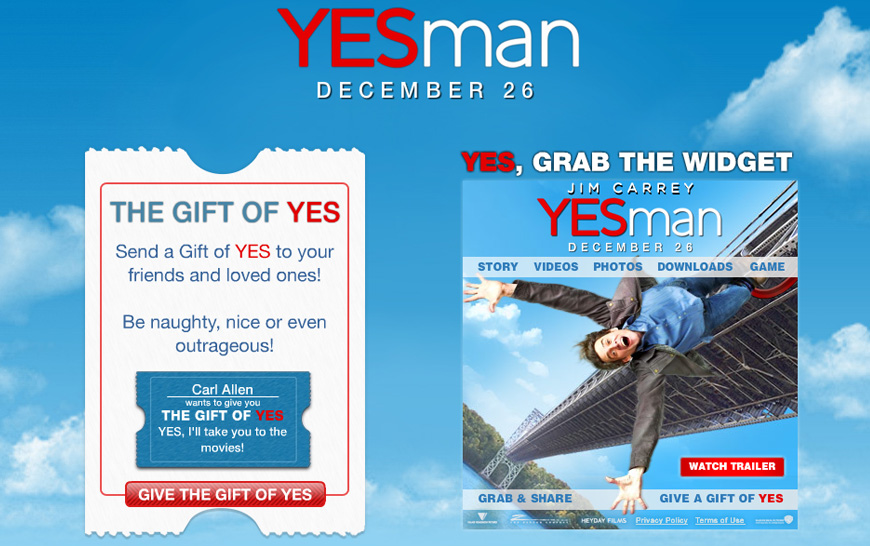 YESman
DECEMBER 26
THE GIFT OF YES
Send a Gift of YES to your
friends and loved ones!
Be naughty, nice or even
outrageous!
Carl Allen
wants to give you
THE GIFT OF YES
YES, I'll take you to the
movies!
GIVE THE GIFT OF YES
YES, GRAB THE WIDGET
JIM CARREY
YESman
DECEMBER 26
STORY VIDEOS PHOTOS DOWNLOADS GAME
WATCH TRAILER
GRAB & SHARE GIVE A GIFT OF YES
HEYDAY FILMS Privacy Policy Terms of Use